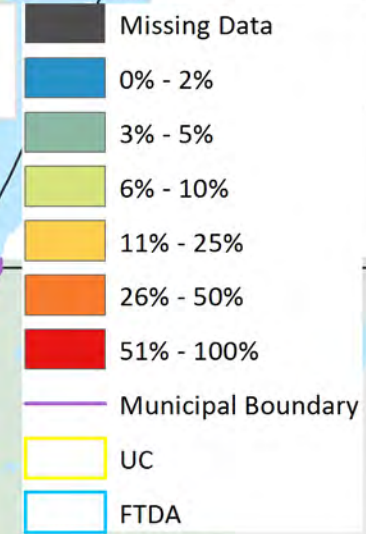 Missing Data
0% - 2%
3% - 5%
6% - 10%
11% - 25%
26% - 50%
51% - 100%
Municipal Boundary
UC
FTDA